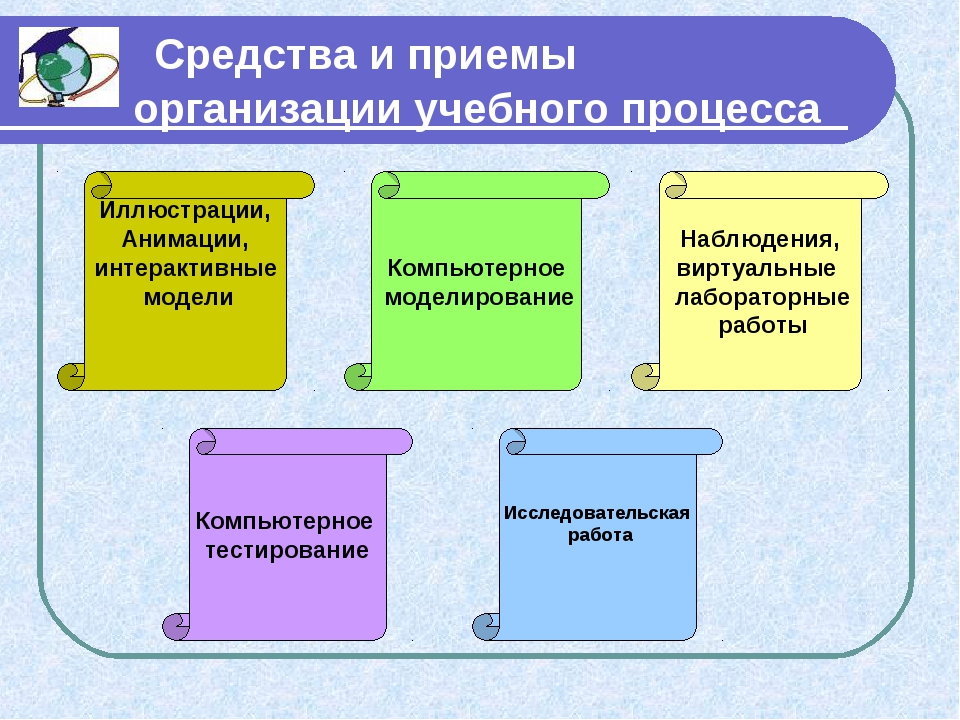 Средства и приемы
организации учебного процесса
Иллюстрации,
Анимации,
интерактивные
модели
Компьютерное
моделирование
Наблюдения,
виртуальные
лабораторные
работы
Компьютерное
тестирование
Исследовательская
работа